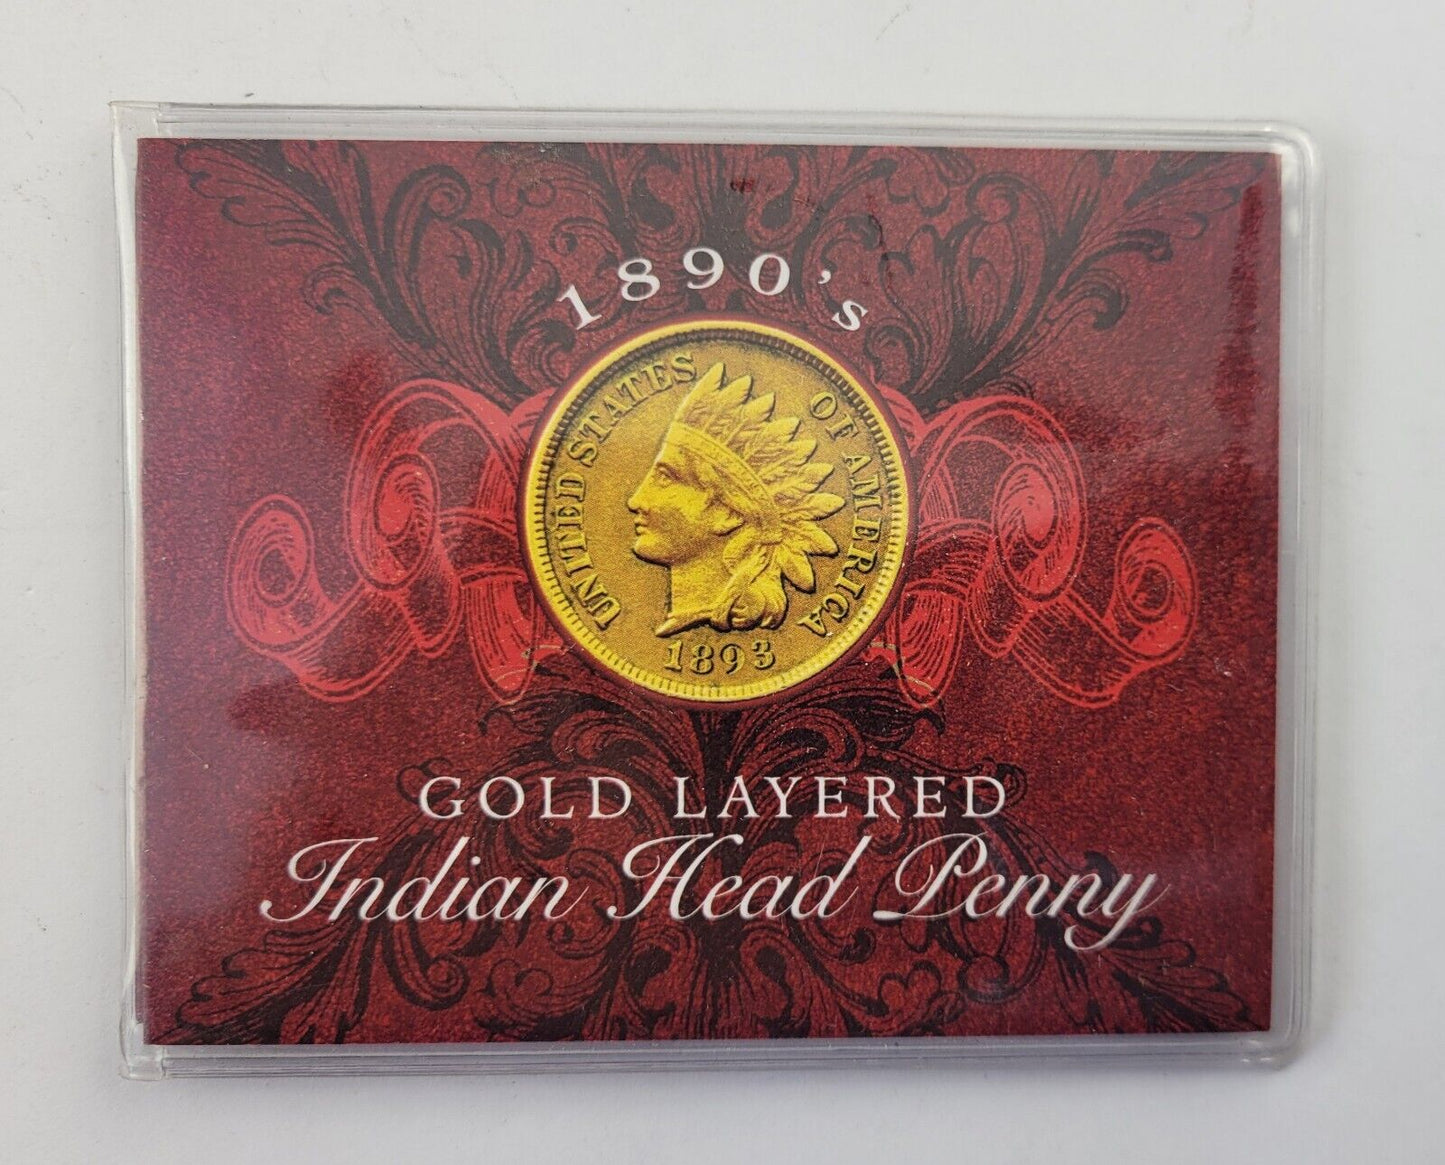 1890's
UNITED STATES OF AMERICA
1893
GOLD LAYERED
Indian Head Penny